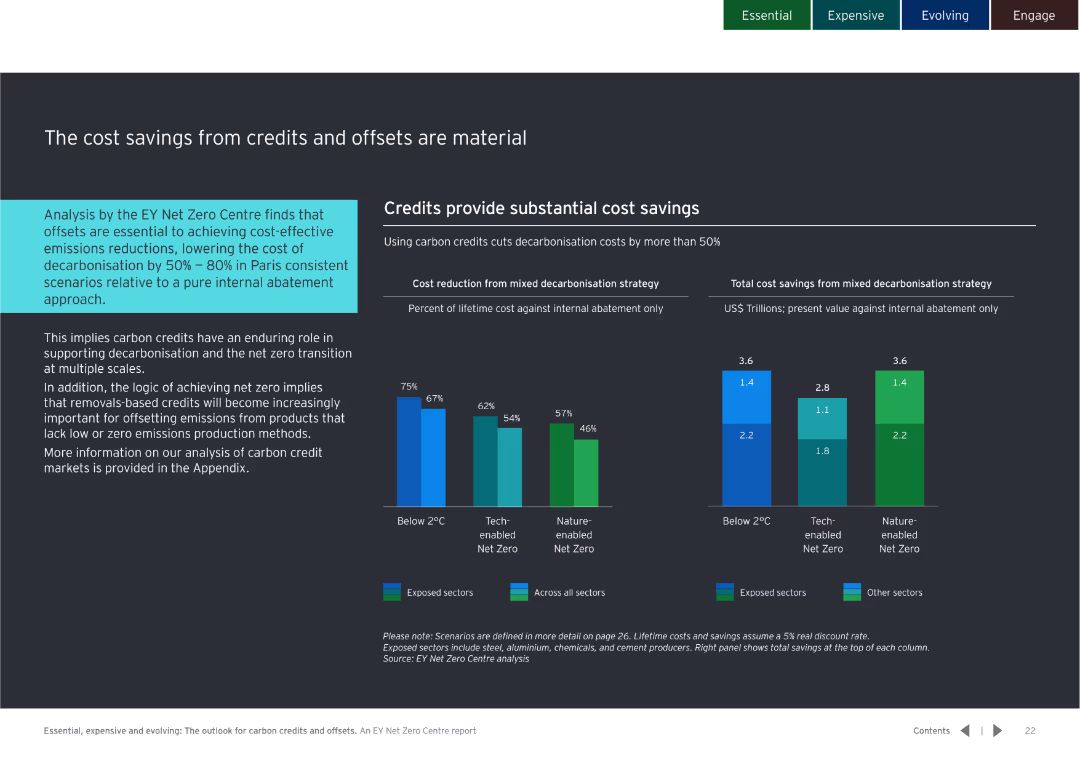 Essential
Expensive
Evolving
Engage
The cost savings from credits and offsets are material
Analysis by the EY Net Zero Centre finds that
offsets are essential to achieving cost-effective
emissions reductions, lowering the cost of
decarbonisation by 50% – 80% in Paris consistent
scenarios relative to a pure internal abatement
approach.
This implies carbon credits have an enduring role in
supporting decarbonisation and the net zero transition
at multiple scales.
In addition, the logic of achieving net zero implies
that removals-based credits will become increasingly
important for offsetting emissions from products that
lack low or zero emissions production methods.
More information on our analysis of carbon credit
markets is provided in the Appendix.
Credits provide substantial cost savings
Using carbon credits cuts decarbonisation costs by more than 50%
Cost reduction from mixed decarbonisation strategy
Percent of lifetime cost against internal abatement only
75%
67%
62%
54%
57%
46%
Below 2°C
Tech-
enabled
Net Zero
Nature-
enabled
Net Zero
Exposed sectors
Across all sectors
Total cost savings from mixed decarbonisation strategy
US$ Trillions; present value against internal abatement only
3.6
1.4
2.2
2.8
1.1
1.8
3.6
1.4
2.2
Below 2°C
Tech-
enabled
Net Zero
Nature-
enabled
Net Zero
Exposed sectors
Other sectors
Please note: Scenarios are defined in more detail on page 26. Lifetime costs and savings assume a 5% real discount rate.
Exposed sectors include steel, aluminium, chemicals, and cement producers. Right panel shows total savings at the top of each column.
Source: EY Net Zero Centre analysis
Essential, expensive and evolving: The outlook for carbon credits and offsets. An EY Net Zero Centre report
Contents
|
22